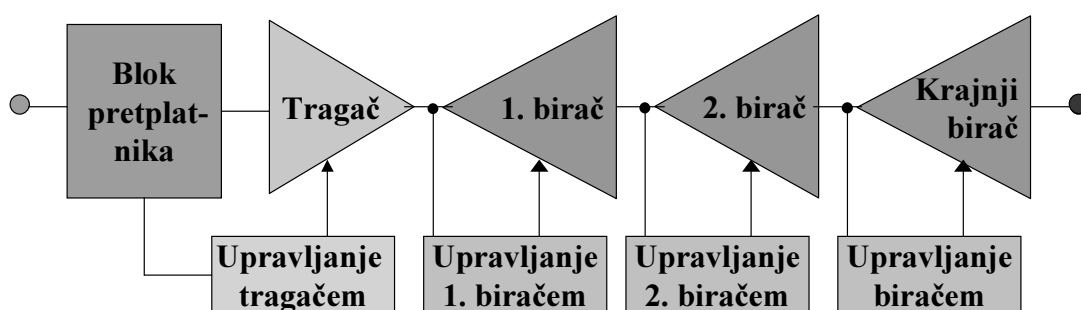 Blok
pretplat-
nika
Tragač
1. birač
2. birač
Krajnji
birač
Upravljanje
tragačem
Upravljanje
1. biračem
Upravljanje
2. biračem
Upravljanje
biračem